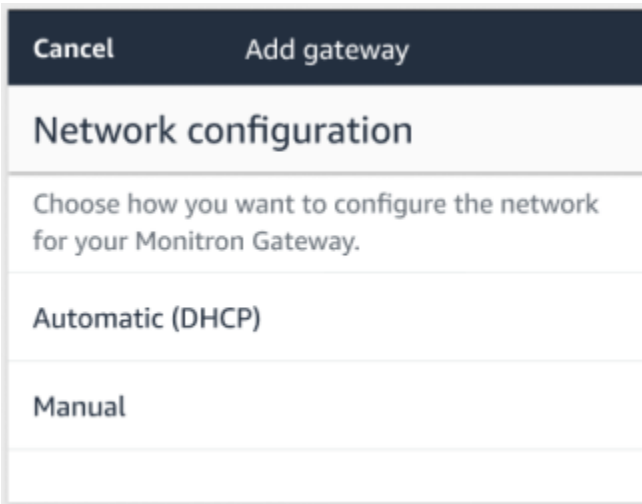 Cancel Add gateway
Network configuration
Choose how you want to configure the network
for your Monitron Gateway.
Automatic (DHCP)
Manual